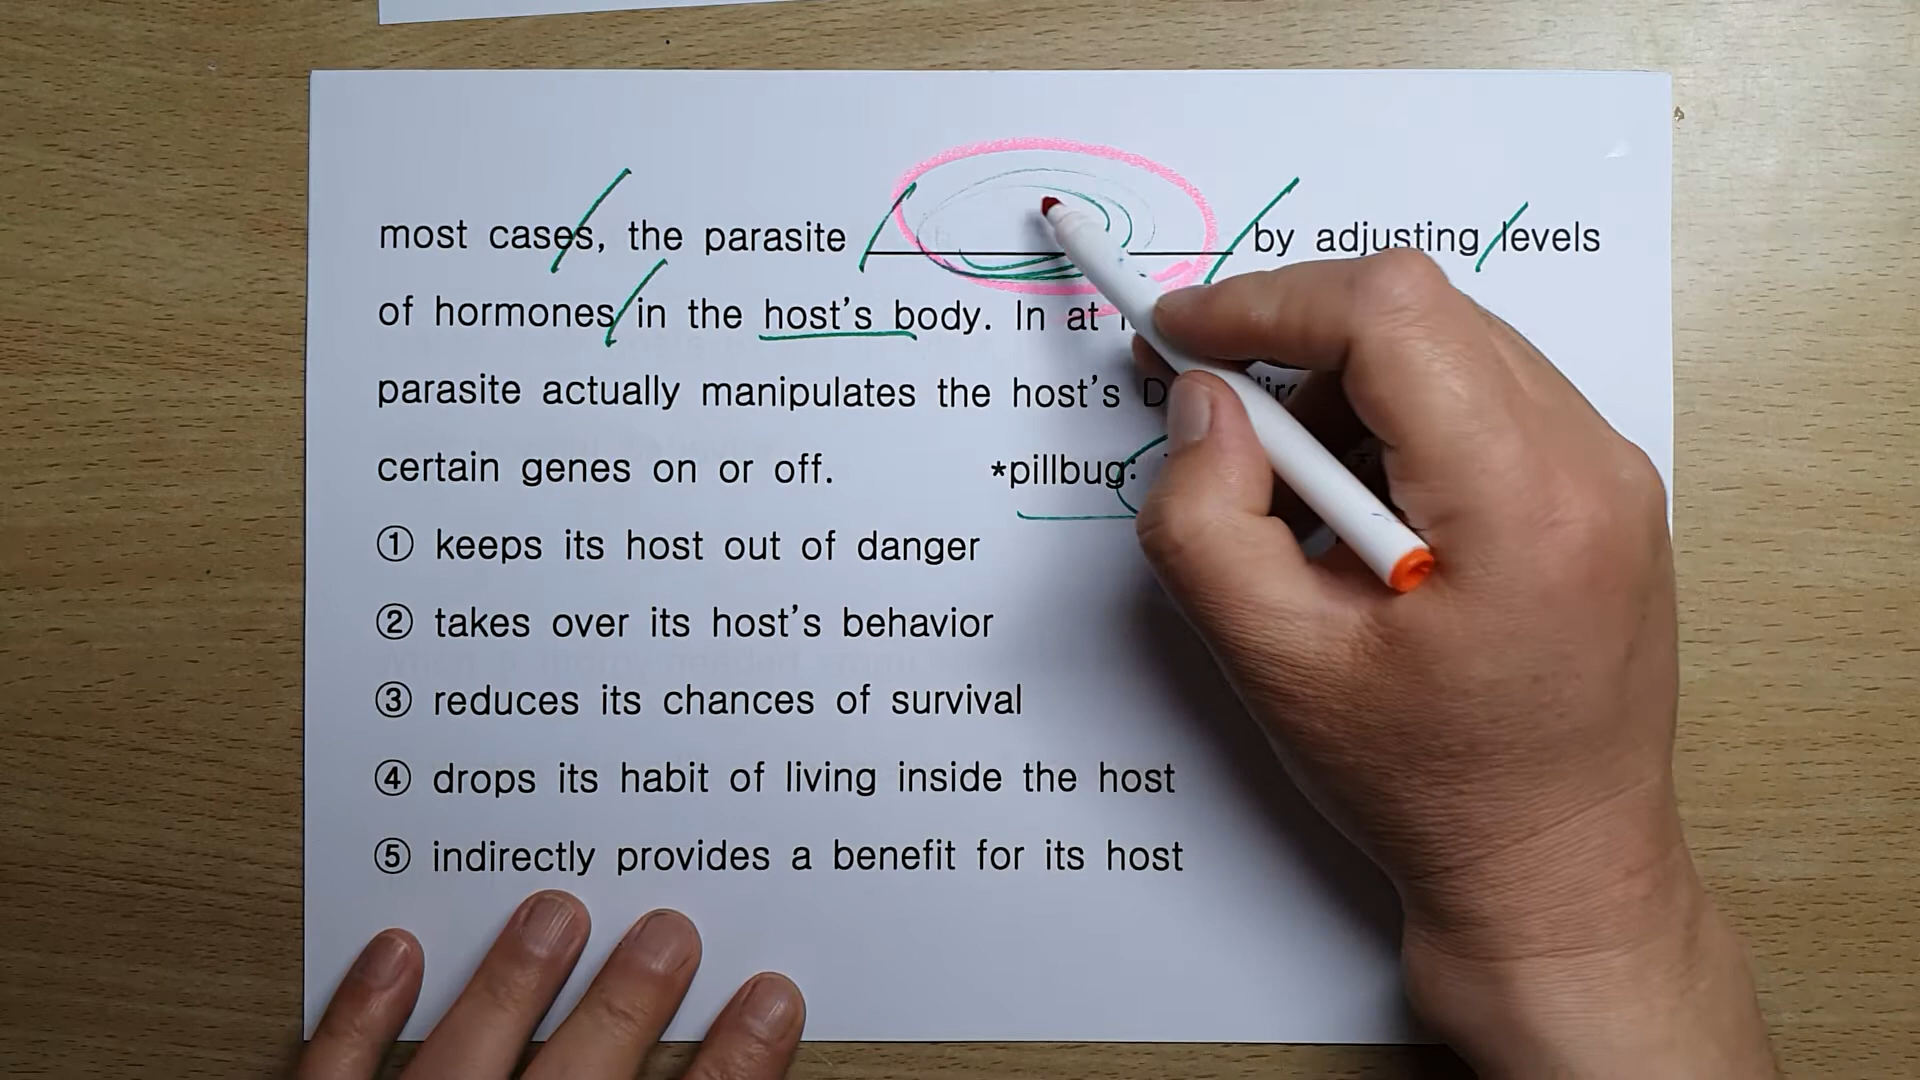 most cases, the parasite by adjusting levels
of hormones in the host's body. In at
parasite actually manipulates the host's
certain genes on or off. *pillbug:
① keeps its host out of danger
② takes over its host's behavior
③ reduces its chances of survival
④ drops its habit of living inside the host
⑤ indirectly provides a benefit for its host